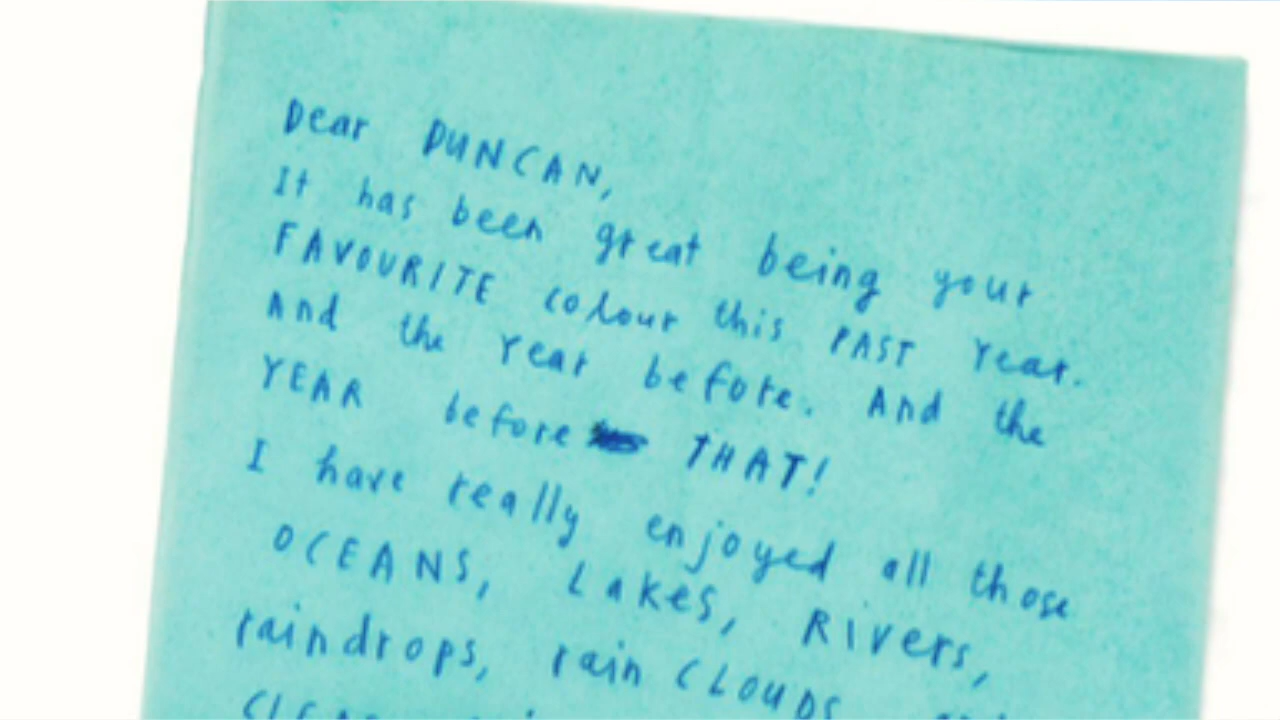 Dear DUNCAN,
It has been great being your
FAVOURITE colour this PAST Year.
And the Year before. And the
YEAR before THAT!
I have really enjoyed all those
OCEANS, LAKES, RIVERS,
raindrops, rain CLOUDS